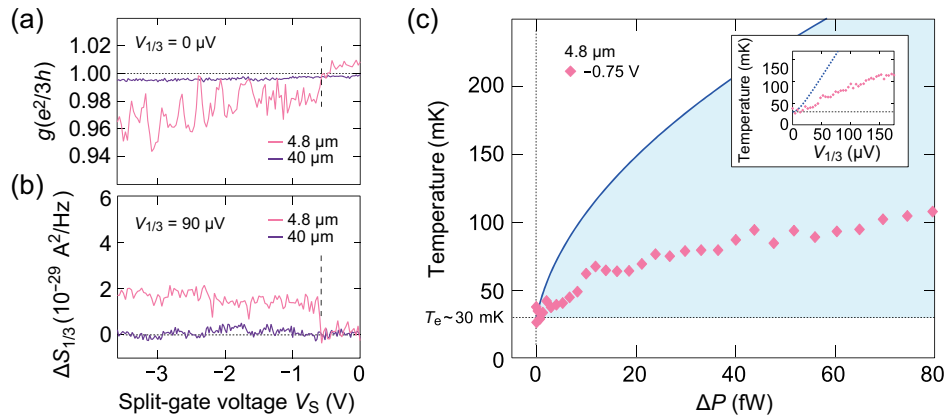 (a)
V1/3 = 0 µV
1.02
1.00
0.98
0.96
0.94
g(e²/3h)
4.8 µm
40 µm
(b)
V1/3 = 90 µV
4.8 µm
40 µm
6
4
2
0
ΔS1/3 (10⁻²⁹ A²/Hz)
−3
−2
−1
0
Split-gate voltage VS (V)
(c)
200
150
100
50
0
Te ~ 30 mK
Temperature (mK)
4.8 µm
−0.75 V
0
20
40
60
80
ΔP (fW)
150
100
50
0
Temperature (mK)
0
50
100
150
V1/3 (µV)